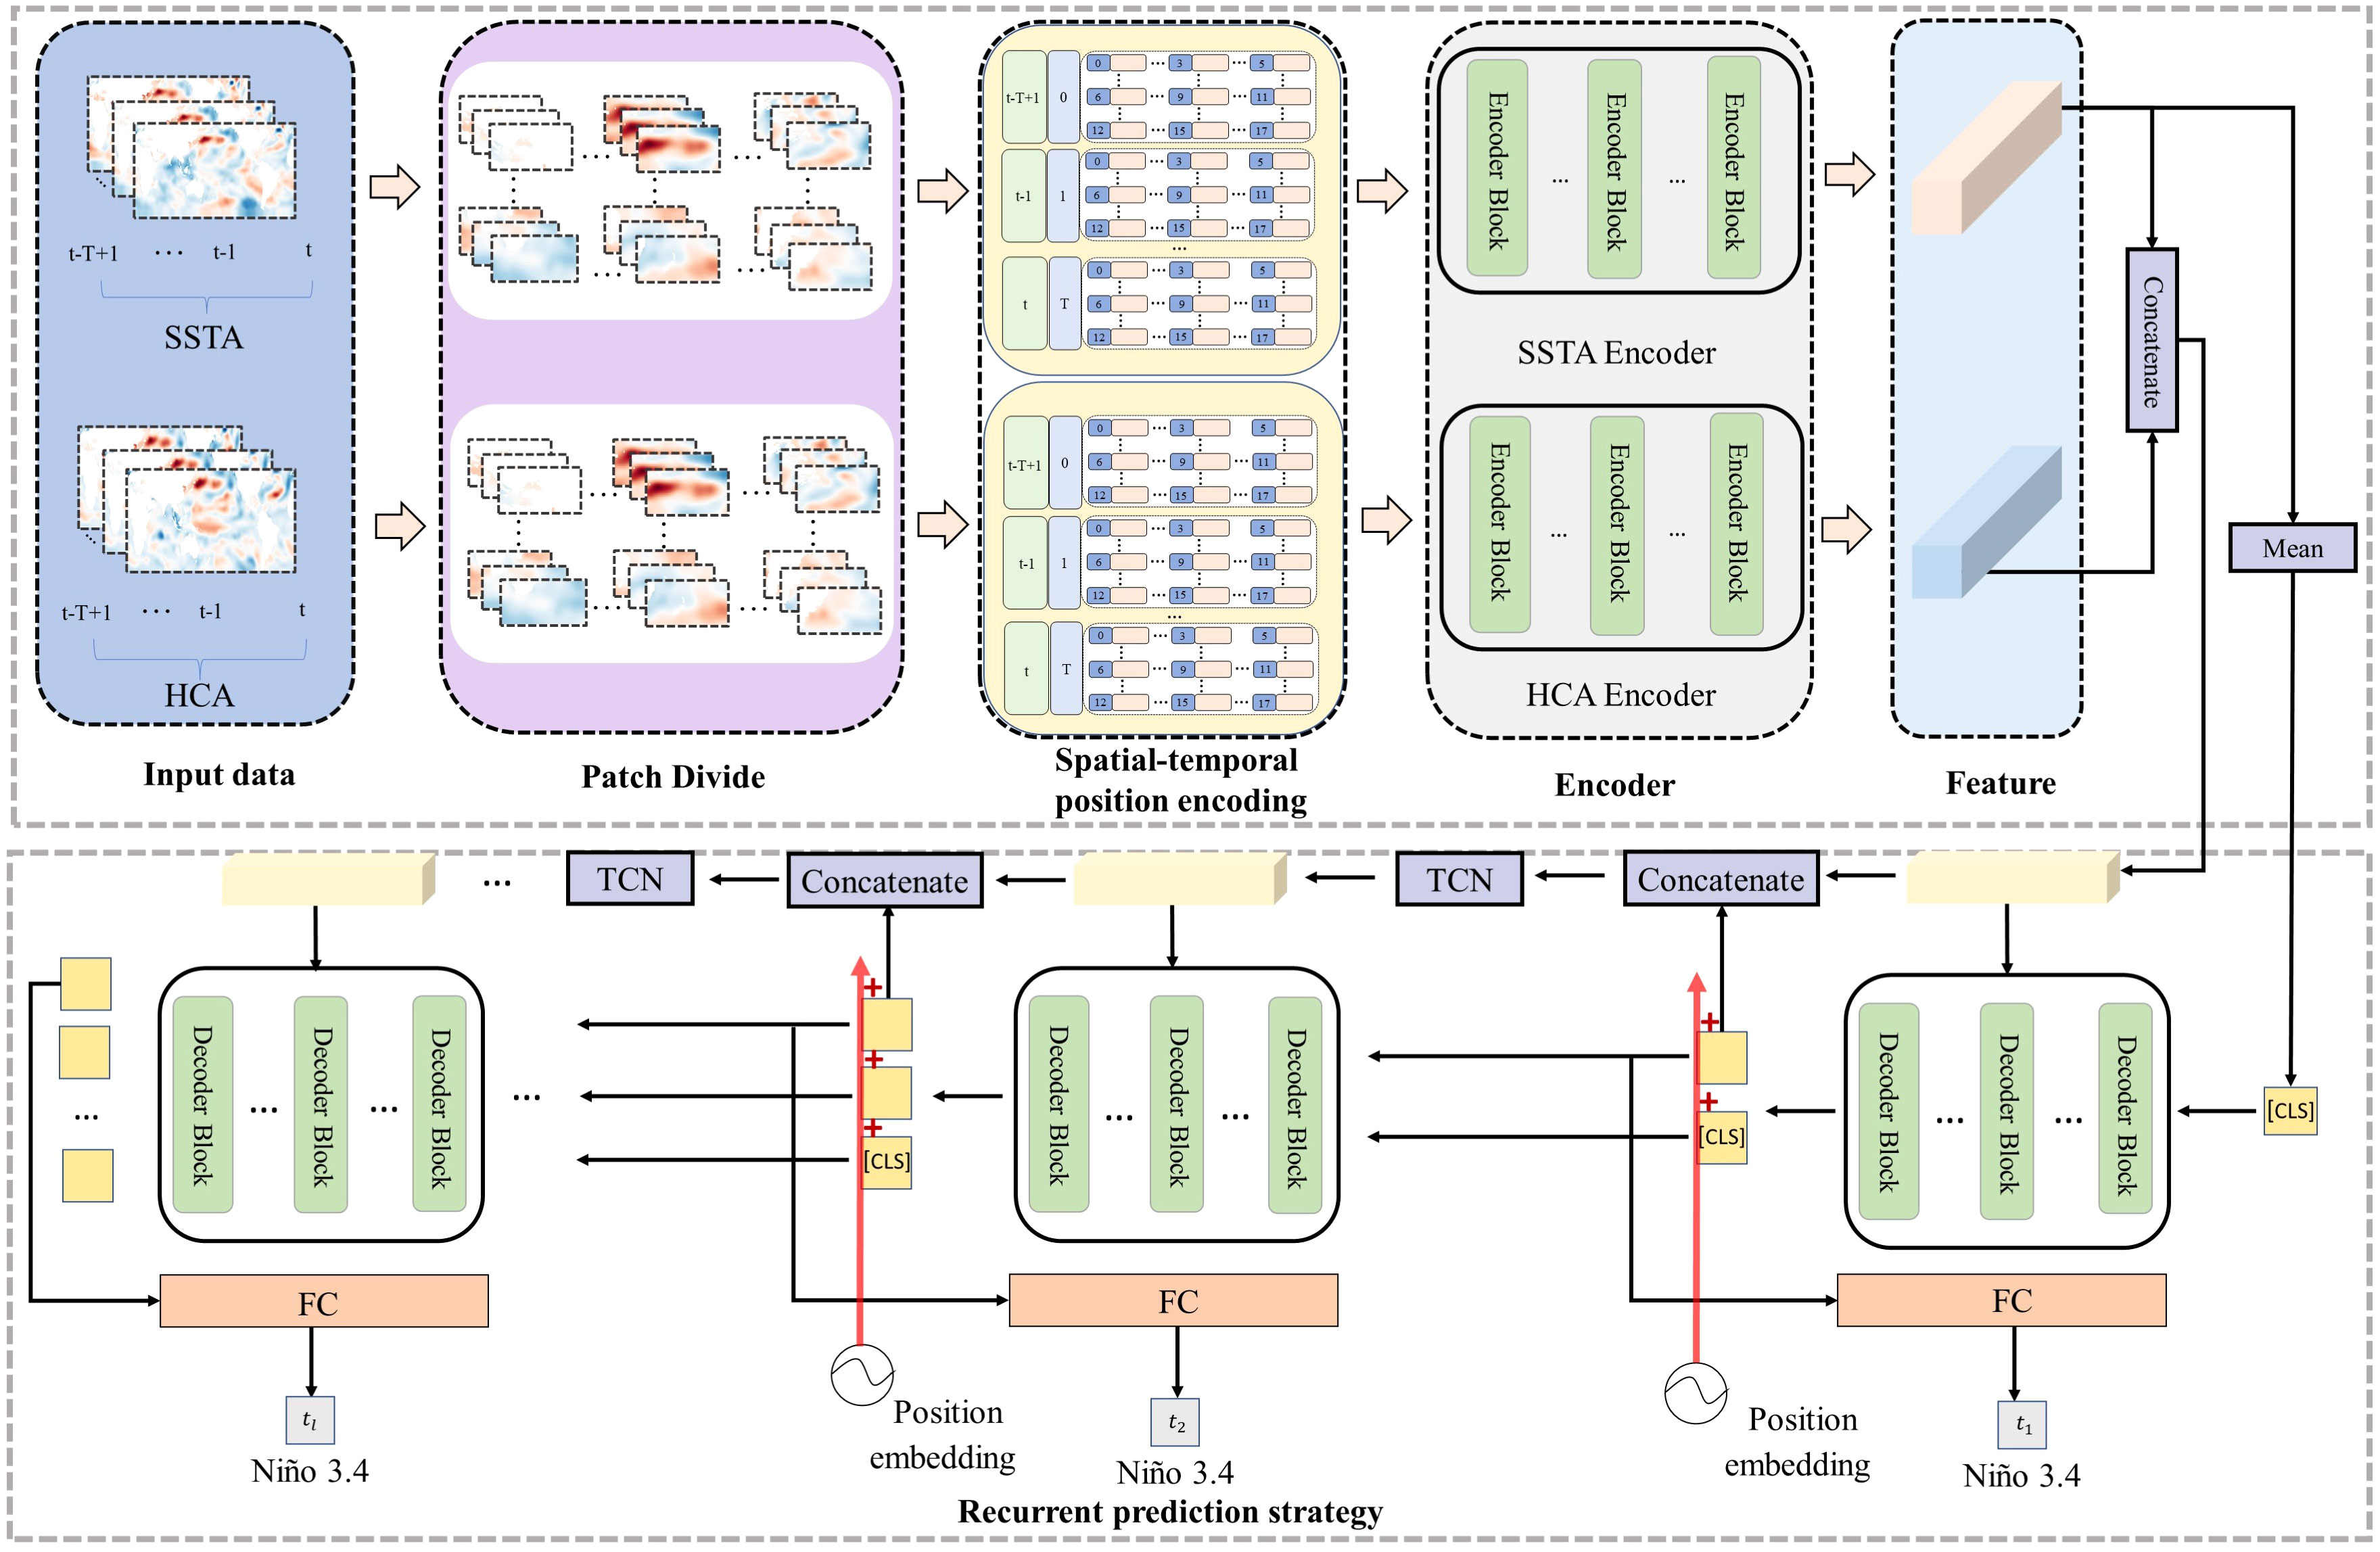 t-T+1 ... t-1 t
SSTA
t-T+1 ... t-1 t
HCA
Input data
Patch Divide
t-T+1 0
0 ... 3 ... 5
6 ... 9 ... 11
12 ... 15 ... 17
t-1 1
0 ... 3 5
6 ... 9 ... 11
12 ... 15 ... 17
...
t T
0 ... 3 5
6 ... 9 ... 11
12 ... 15 ... 17
t-T+1 0
0 ... 3 5
6 ... 9 ... 11
12 ... 15 ... 17
t-1 1
0 ... 3 5
6 ... 9 ... 11
12 ... 15 ... 17
...
t T
0 ... 3 5
6 ... 9 ... 11
12 ... 15 ... 17
Spatial-temporal
position encoding
Encoder Block ... Encoder Block ... Encoder Block
SSTA Encoder
Encoder Block ... Encoder Block ... Encoder Block
HCA Encoder
Encoder
Feature
Concatenate
Mean
... TCN Concatenate TCN Concatenate
Decoder Block ... Decoder Block ... Decoder Block
...
...
+
+
+
[CLS]
Decoder Block ... Decoder Block ... Decoder Block
+
+
[CLS]
Decoder Block ... Decoder Block ... Decoder Block
[CLS]
FC
FC
FC
tₗ
Niño 3.4
Position
embedding
t₂
Niño 3.4
Position
embedding
t₁
Niño 3.4
Recurrent prediction strategy